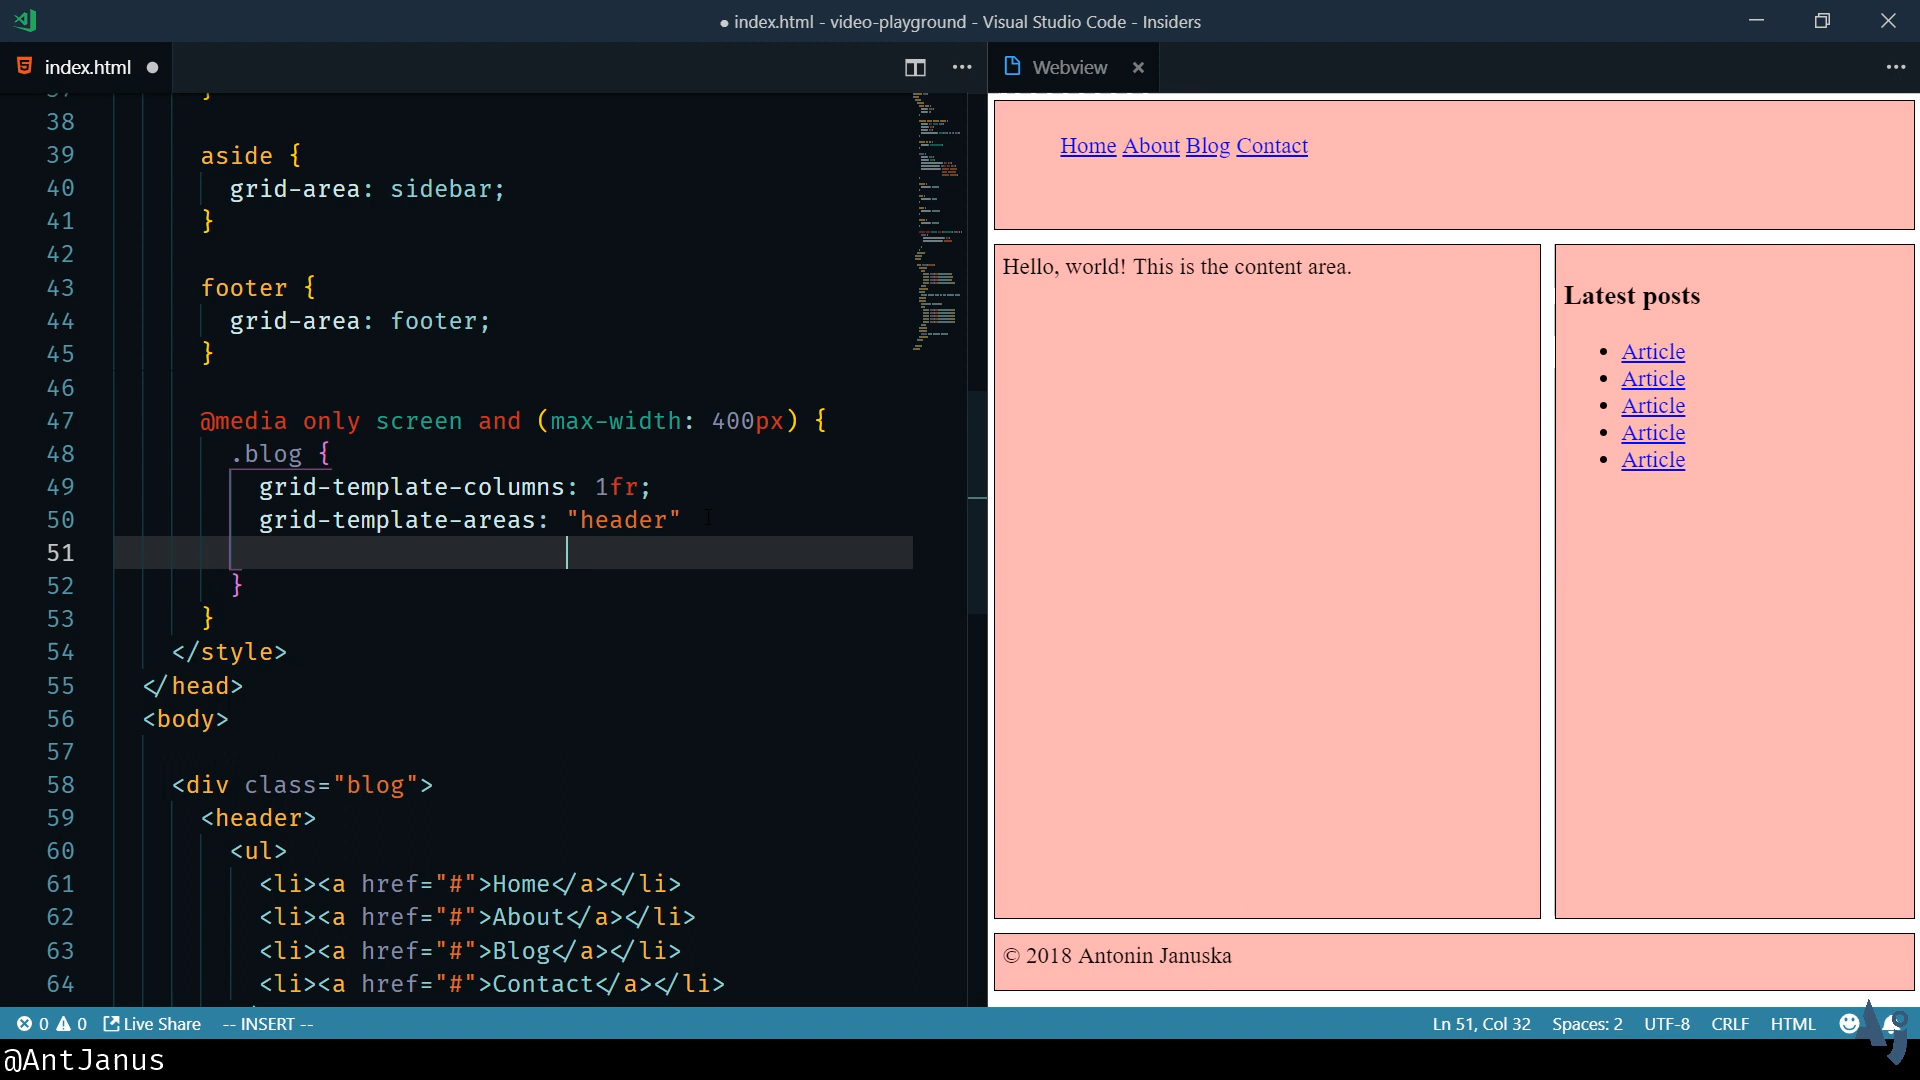 ● index.html - video-playground - Visual Studio Code - Insiders
index.html ●
Webview
37 }
38
39 aside {
40 grid-area: sidebar;
41 }
42
43 footer {
44 grid-area: footer;
45 }
46
47 @media only screen and (max-width: 400px) {
48 .blog {
49 grid-template-columns: 1fr;
50 grid-template-areas: "header"
51
52 }
53 }
54 </style>
55 </head>
56 <body>
57
58 <div class="blog">
59 <header>
60 <ul>
61 <li><a href="#">Home</a></li>
62 <li><a href="#">About</a></li>
63 <li><a href="#">Blog</a></li>
64 <li><a href="#">Contact</a></li>
Home About Blog Contact
Hello, world! This is the content area.
Latest posts
• Article
• Article
• Article
• Article
• Article
© 2018 Antonin Januska
0 0 Live Share -- INSERT --
Ln 51, Col 32 Spaces: 2 UTF-8 CRLF HTML
@AntJanus